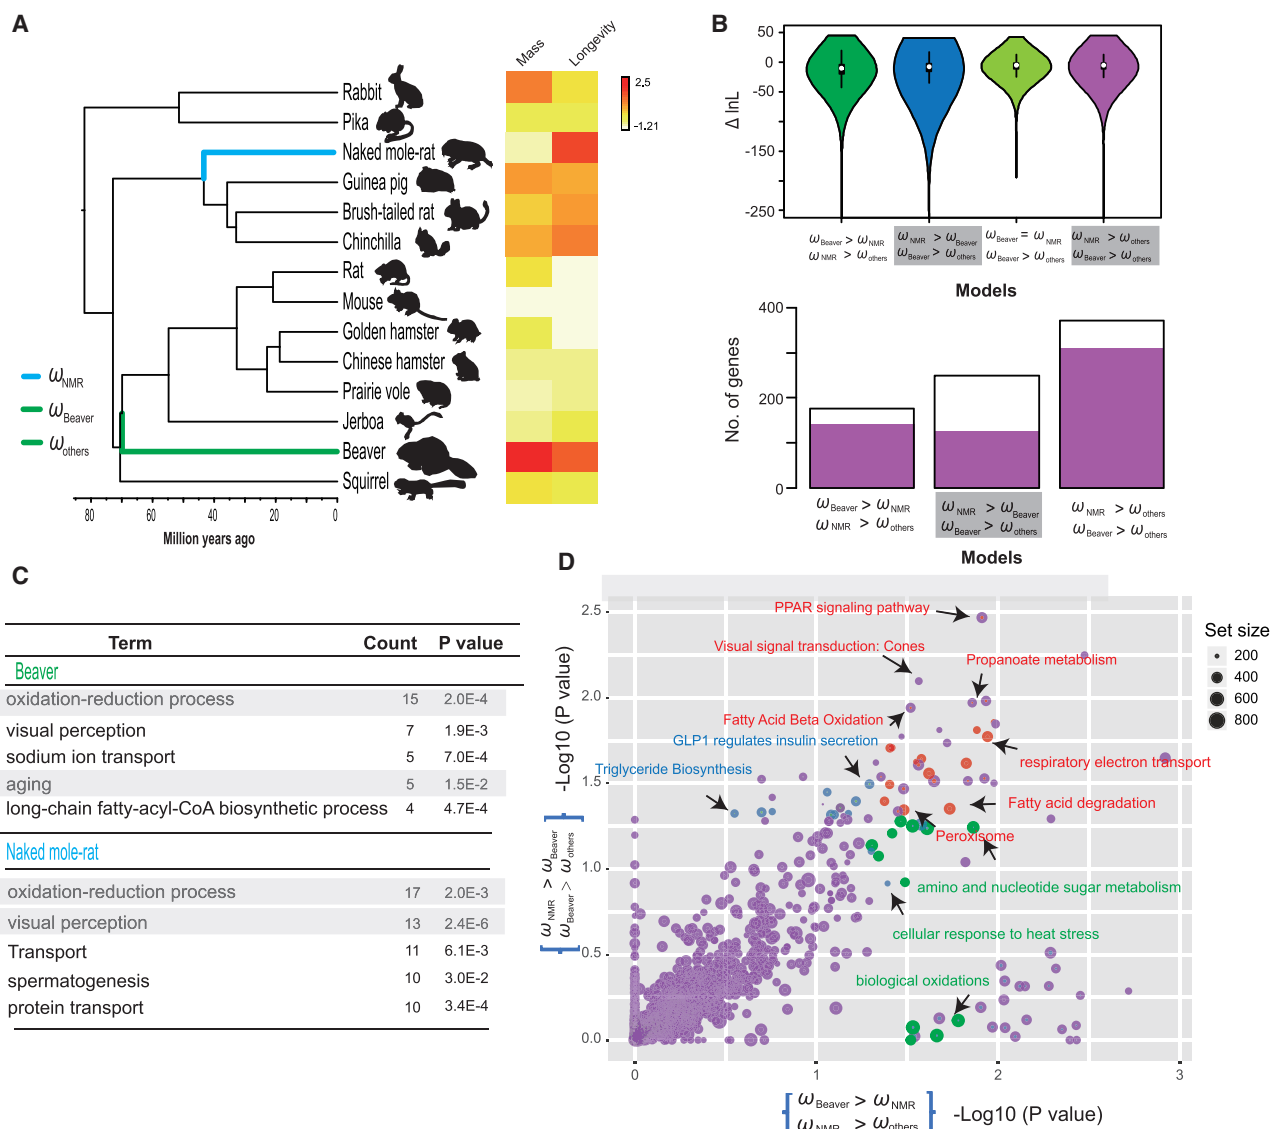 A
Mass
Longevity
2.5
-1.21
Rabbit
Pika
Naked mole-rat
Guinea pig
Brush-tailed rat
Chinchilla
Rat
Mouse
Golden hamster
Chinese hamster
Prairie vole
Jerboa
Beaver
Squirrel
ωNMR
ωBeaver
ωothers
80 60 40 20 0
Million years ago
B
50
0
-50
-150
-250
Δ lnL
ωBeaver > ωNMR
ωNMR > ωothers
ωNMR > ωBeaver
ωBeaver > ωothers
ωBeaver = ωNMR
ωBeaver > ωothers
ωNMR > ωothers
ωBeaver > ωothers
Models
400
200
0
No. of genes
ωBeaver > ωNMR
ωNMR > ωothers
ωNMR > ωBeaver
ωBeaver > ωothers
ωNMR > ωothers
ωBeaver > ωothers
Models
C
Term Count P value
Beaver
oxidation-reduction process 15 2.0E-4
visual perception 7 1.9E-3
sodium ion transport 5 7.0E-4
aging 5 1.5E-2
long-chain fatty-acyl-CoA biosynthetic process 4 4.7E-4
Naked mole-rat
oxidation-reduction process 17 2.0E-3
visual perception 13 2.4E-6
Transport 11 6.1E-3
spermatogenesis 10 3.0E-2
protein transport 10 3.4E-4
D
2.5
2.0
1.5
1.0
0.5
0.0
-Log10 (P value)
ωNMR > ωBeaver
ωBeaver > ωothers
PPAR signaling pathway
Visual signal transduction: Cones
Propanoate metabolism
Fatty Acid Beta Oxidation
GLP1 regulates insulin secretion
respiratory electron transport
Triglyceride Biosynthesis
Fatty acid degradation
Peroxisome
amino and nucleotide sugar metabolism
cellular response to heat stress
biological oxidations
Set size
200
400
600
800
0 1 2 3
ωBeaver > ωNMR
ωNMR > ωothers
-Log10 (P value)